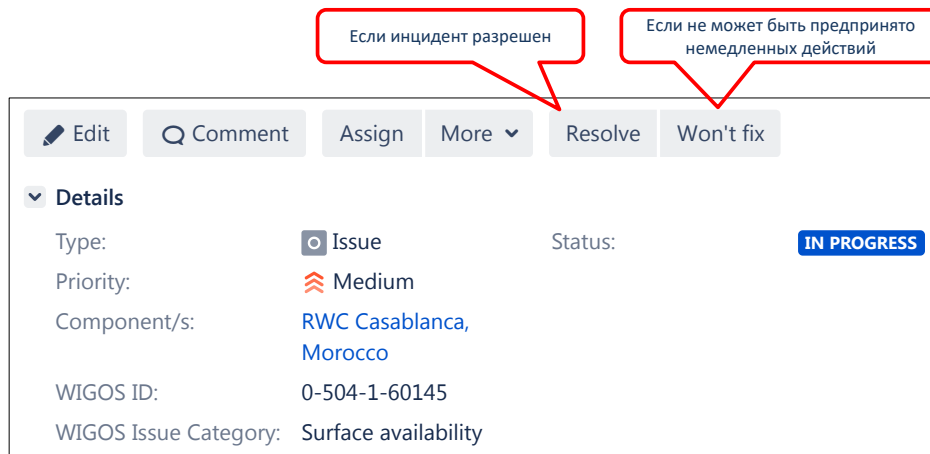 Если инцидент разрешен
Если не может быть предпринято
немедленных действий
Edit Comment Assign More Resolve Won't fix
Details
Type: Issue Status: IN PROGRESS
Priority: Medium
Component/s: RWC Casablanca,
Morocco
WIGOS ID: 0-504-1-60145
WIGOS Issue Category: Surface availability